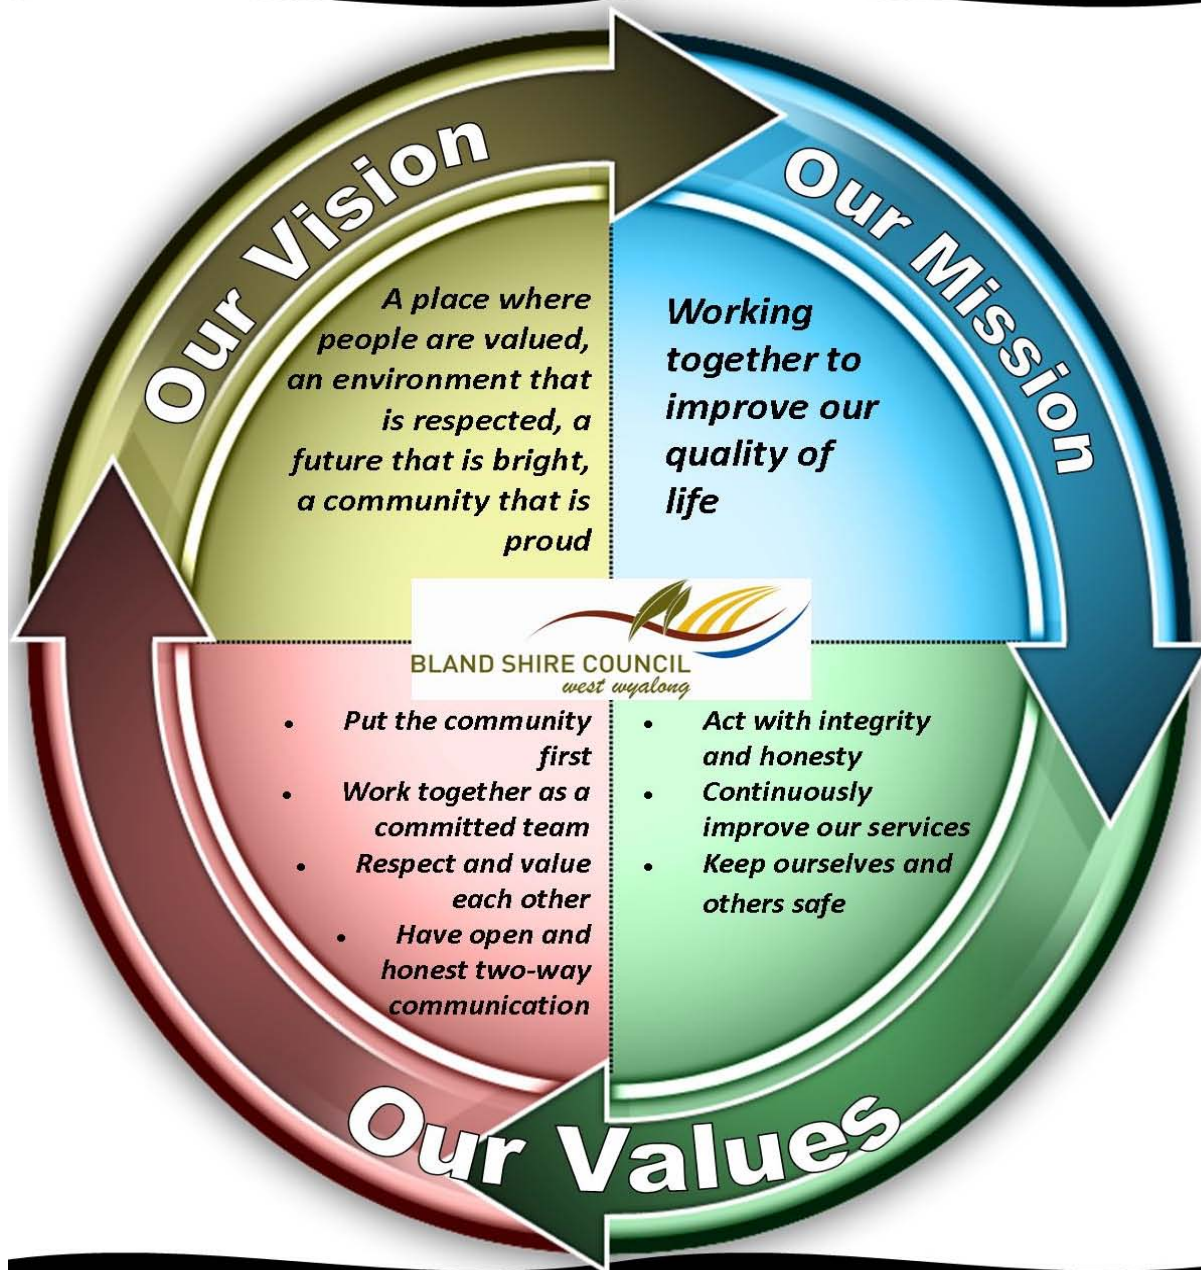 Our Vision
A place where
people are valued,
an environment that
is respected, a
future that is bright,
a community that is
proud
Our Mission
Working
together to
improve our
quality of
life
BLAND SHIRE COUNCIL
west wyalong
• Put the community
first
• Work together as a
committed team
• Respect and value
each other
• Have open and
honest two-way
communication
• Act with integrity
and honesty
• Continuously
improve our services
• Keep ourselves and
others safe
Our Values